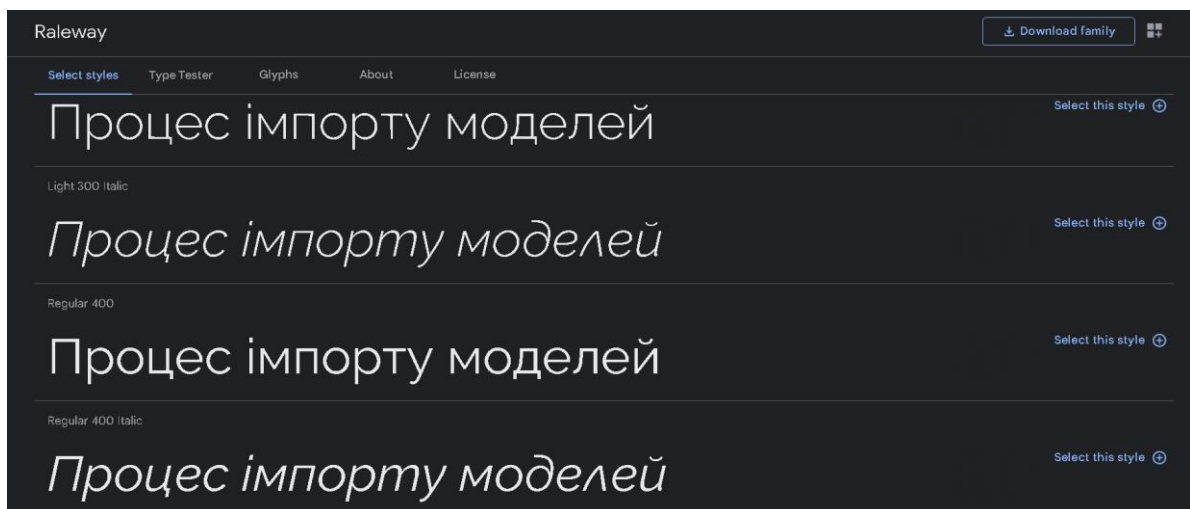 Raleway
Download family
Select styles Type Tester Glyphs About License
Процес імпорту моделей
Select this style
Light 300 Italic
Процес імпорту моделей
Select this style
Regular 400
Процес імпорту моделей
Select this style
Regular 400 Italic
Процес імпорту моделей
Select this style